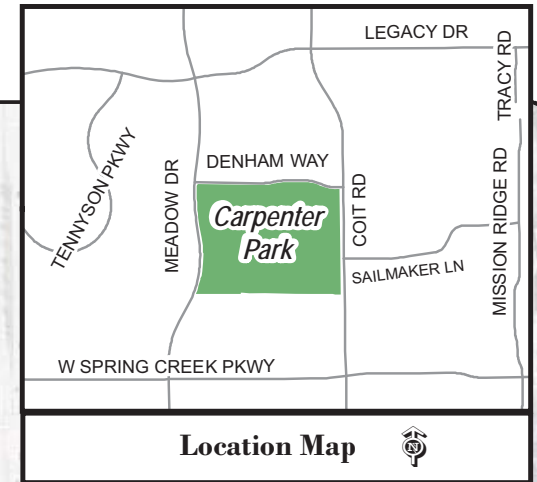 LEGACY DR
TRACY RD
TENNYSON PKWY
MEADOW DR
DENHAM WAY
Carpenter
Park
COIT RD
SAILMAKER LN
MISSION RIDGE RD
W SPRING CREEK PKWY
Location Map
N